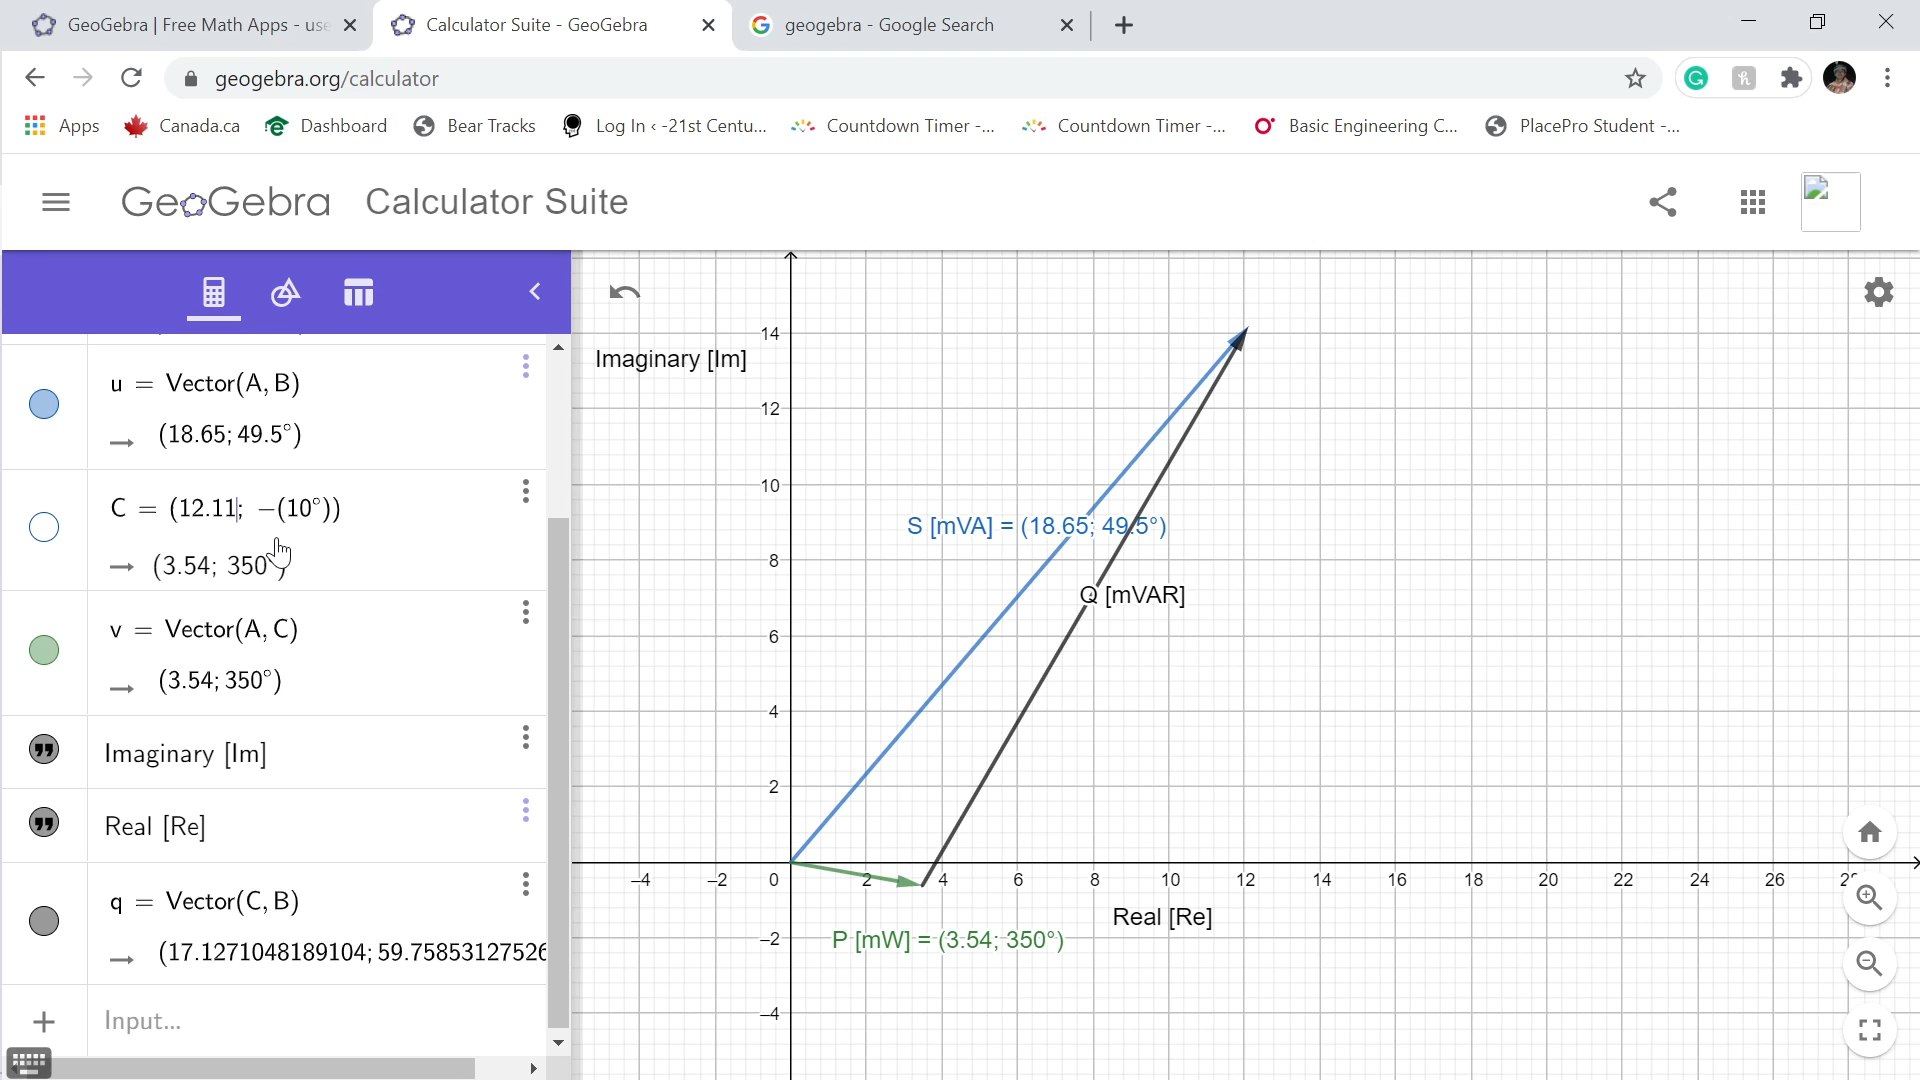 GeoGebra | Free Math Apps - use
Calculator Suite - GeoGebra
geogebra - Google Search
geogebra.org/calculator
Apps
Canada.ca
Dashboard
Bear Tracks
Log In ‹ -21st Centu...
Countdown Timer -...
Countdown Timer -...
Basic Engineering C...
PlacePro Student -...
GeoGebra Calculator Suite
u = Vector(A, B)
→ (18.65; 49.5°)
C = (12.11; −(10°))
→ (3.54; 350°)
v = Vector(A, C)
→ (3.54; 350°)
Imaginary [Im]
Real [Re]
q = Vector(C, B)
→ (17.1271048189104; 59.75853127526
Input...
14
Imaginary [Im]
12
10
S [mVA] = (18.65; 49.5°)
8
Q [mVAR]
6
4
2
–4 –2 0 2 4 6 8 10 12 14 16 18 20 22 24 26
Real [Re]
–2
P [mW] = (3.54; 350°)
–4